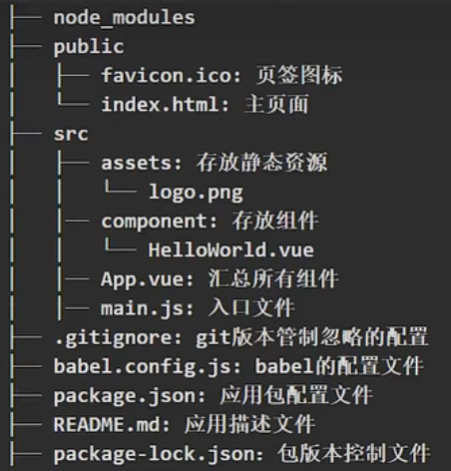 ├── node_modules
├── public
│   ├── favicon.ico: 页签图标
│   └── index.html: 主页面
├── src
│   ├── assets: 存放静态资源
│   │   └── logo.png
│   │── component: 存放组件
│   │   └── HelloWorld.vue
│   │── App.vue: 汇总所有组件
│   │── main.js: 入口文件
├── .gitignore: git版本管制忽略的配置
├── babel.config.js: babel的配置文件
├── package.json: 应用包配置文件
├── README.md: 应用描述文件
├── package-lock.json: 包版本控制文件